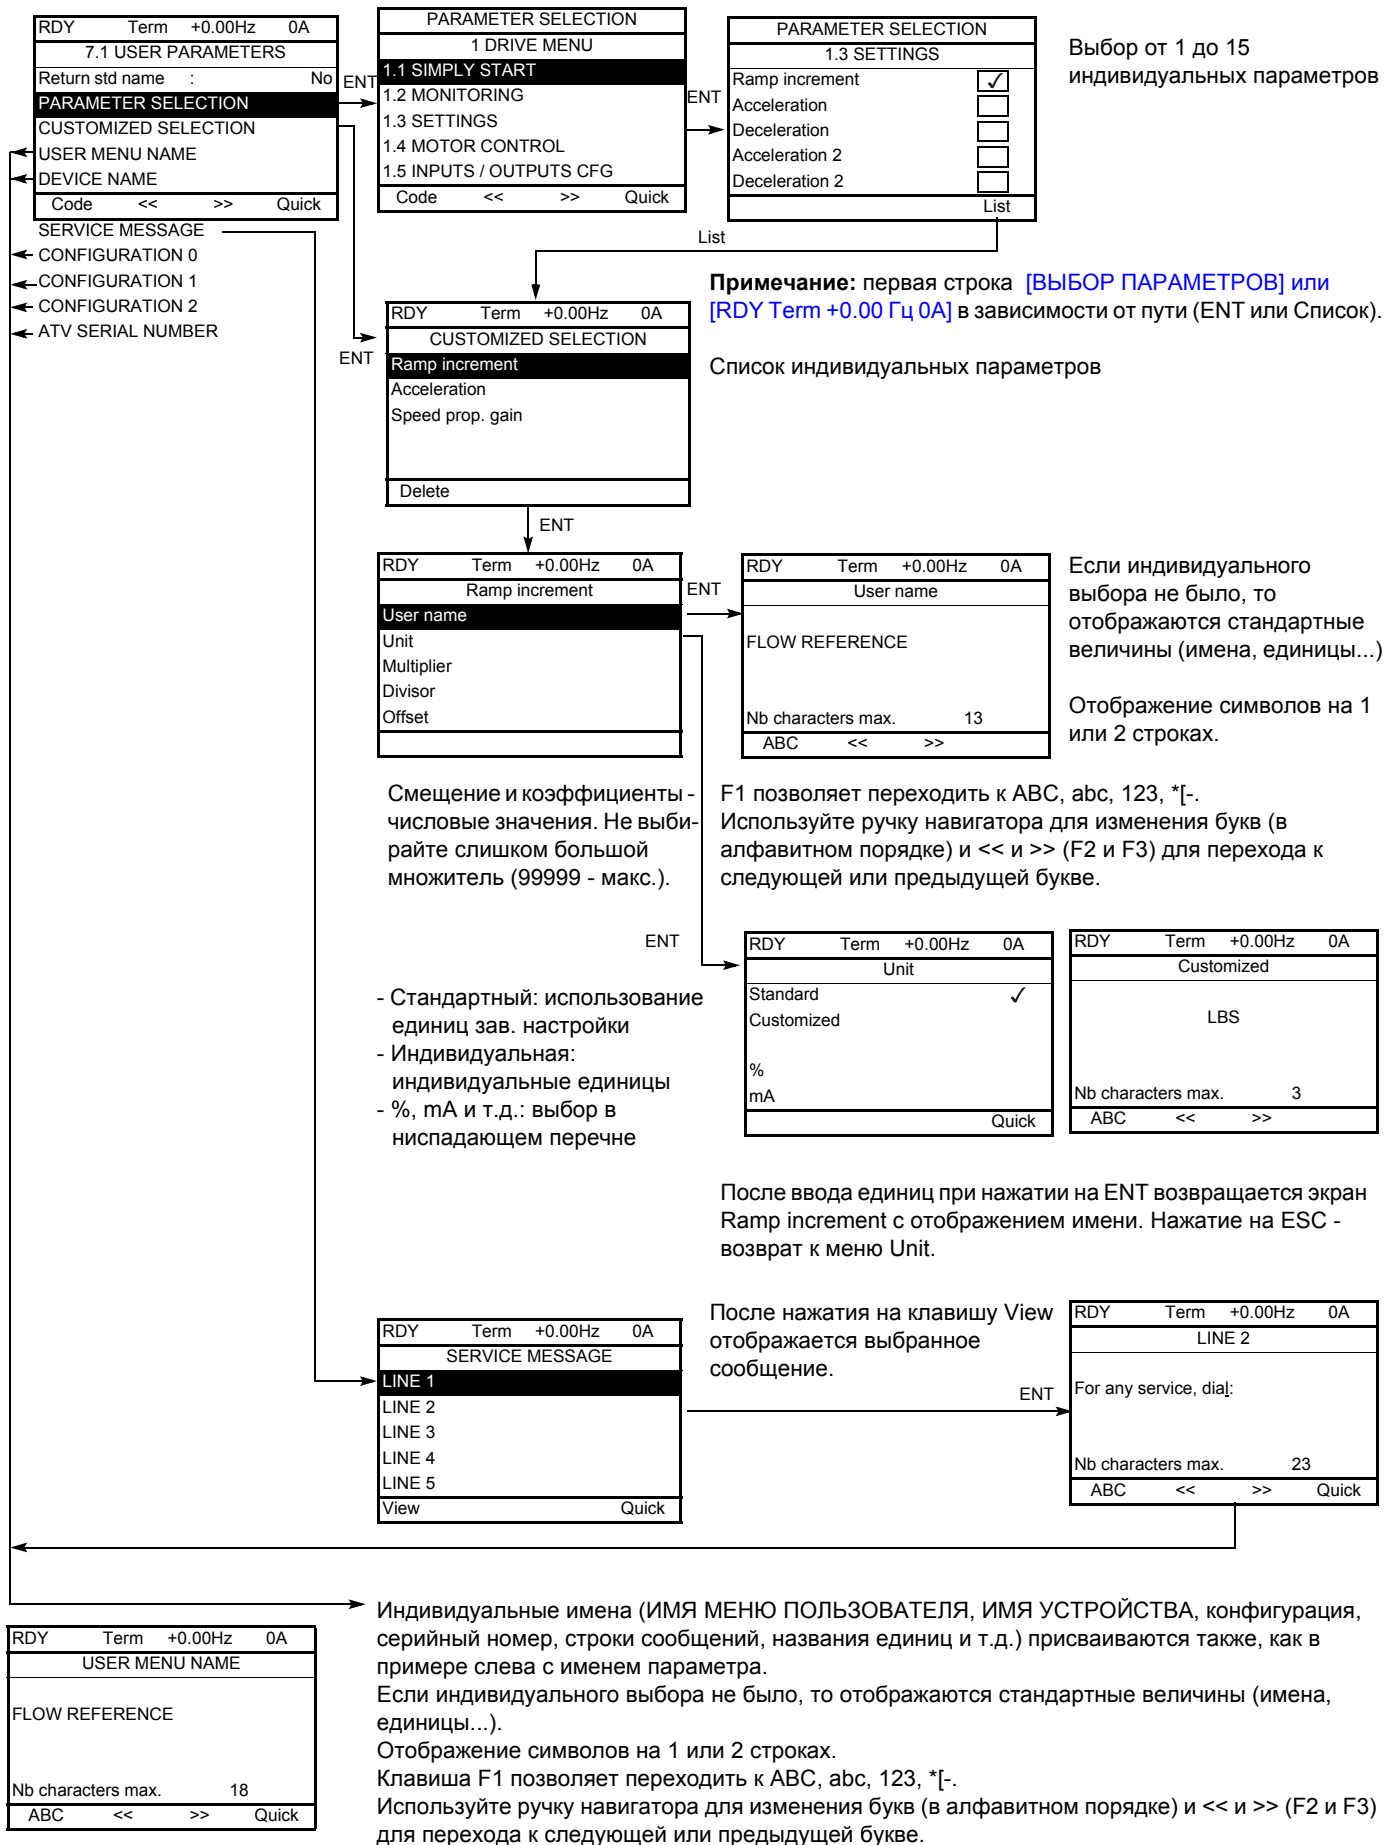 RDY Term +0.00Hz 0A
7.1 USER PARAMETERS
Return std name : No
PARAMETER SELECTION
CUSTOMIZED SELECTION
USER MENU NAME
DEVICE NAME
Code << >> Quick
SERVICE MESSAGE
CONFIGURATION 0
CONFIGURATION 1
CONFIGURATION 2
ATV SERIAL NUMBER
ENT
PARAMETER SELECTION
1 DRIVE MENU
1.1 SIMPLY START
1.2 MONITORING
1.3 SETTINGS
1.4 MOTOR CONTROL
1.5 INPUTS / OUTPUTS CFG
Code << >> Quick
ENT
PARAMETER SELECTION
1.3 SETTINGS
Ramp increment ✓
Acceleration
Deceleration
Acceleration 2
Deceleration 2
List
Выбор от 1 до 15
индивидуальных параметров
List
Примечание: первая строка [ВЫБОР ПАРАМЕТРОВ] или
[RDY Term +0.00 Гц 0A] в зависимости от пути (ENT или Список).
ENT
RDY Term +0.00Hz 0A
CUSTOMIZED SELECTION
Ramp increment
Acceleration
Speed prop. gain
Delete
Список индивидуальных параметров
ENT
RDY Term +0.00Hz 0A
Ramp increment
User name
Unit
Multiplier
Divisor
Offset
ENT
RDY Term +0.00Hz 0A
User name
FLOW REFERENCE
Nb characters max. 13
ABC << >>
Если индивидуального
выбора не было, то
отображаются стандартные
величины (имена, единицы...)
Отображение символов на 1
или 2 строках.
Смещение и коэффициенты -
числовые значения. Не выби-
райте слишком большой
множитель (99999 - макс.).
F1 позволяет переходить к ABC, abc, 123, *[-.
Используйте ручку навигатора для изменения букв (в
алфавитном порядке) и << и >> (F2 и F3) для перехода к
следующей или предыдущей букве.
ENT
- Стандартный: использование
единиц зав. настройки
- Индивидуальная:
индивидуальные единицы
- %, mA и т.д.: выбор в
ниспадающем перечне
RDY Term +0.00Hz 0A
Unit
Standard ✓
Customized
%
mA
Quick
RDY Term +0.00Hz 0A
Customized
LBS
Nb characters max. 3
ABC << >>
После ввода единиц при нажатии на ENT возвращается экран
Ramp increment с отображением имени. Нажатие на ESC -
возврат к меню Unit.
RDY Term +0.00Hz 0A
SERVICE MESSAGE
LINE 1
LINE 2
LINE 3
LINE 4
LINE 5
View Quick
После нажатия на клавишу View
отображается выбранное
сообщение.
ENT
RDY Term +0.00Hz 0A
LINE 2
For any service, dial:
Nb characters max. 23
ABC << >> Quick
RDY Term +0.00Hz 0A
USER MENU NAME
FLOW REFERENCE
Nb characters max. 18
ABC << >> Quick
Индивидуальные имена (ИМЯ МЕНЮ ПОЛЬЗОВАТЕЛЯ, ИМЯ УСТРОЙСТВА, конфигурация,
серийный номер, строки сообщений, названия единиц и т.д.) присваиваются также, как в
примере слева с именем параметра.
Если индивидуального выбора не было, то отображаются стандартные величины (имена,
единицы...).
Отображение символов на 1 или 2 строках.
Клавиша F1 позволяет переходить к ABC, abc, 123, *[-.
Используйте ручку навигатора для изменения букв (в алфавитном порядке) и << и >> (F2 и F3)
для перехода к следующей или предыдущей букве.